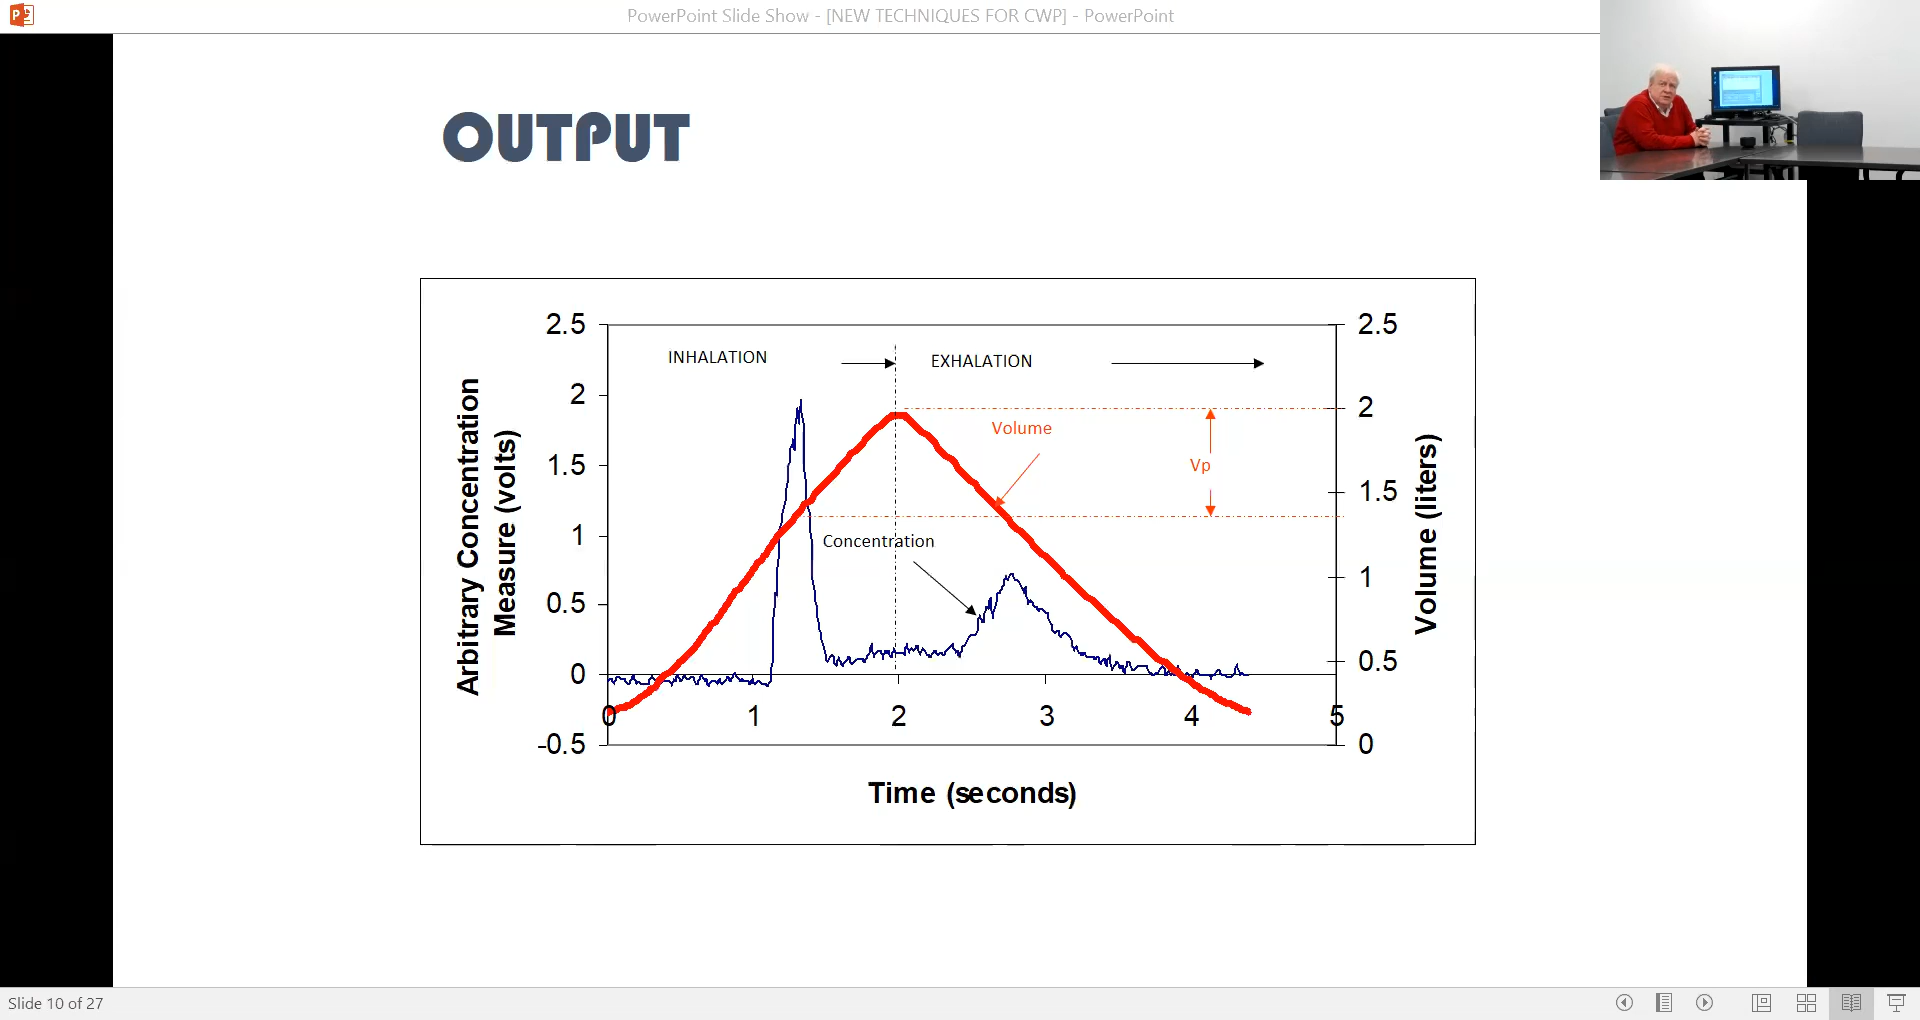 PowerPoint Slide Show - [NEW TECHNIQUES FOR CWP] - PowerPoint
OUTPUT
2.5
2
1.5
1
0.5
0
-0.5
Arbitrary Concentration
Measure (volts)
INHALATION
EXHALATION
Volume
Vp
Concentration
2.5
2
1.5
1
0.5
0
Volume (liters)
0 1 2 3 4 5
Time (seconds)
Slide 10 of 27